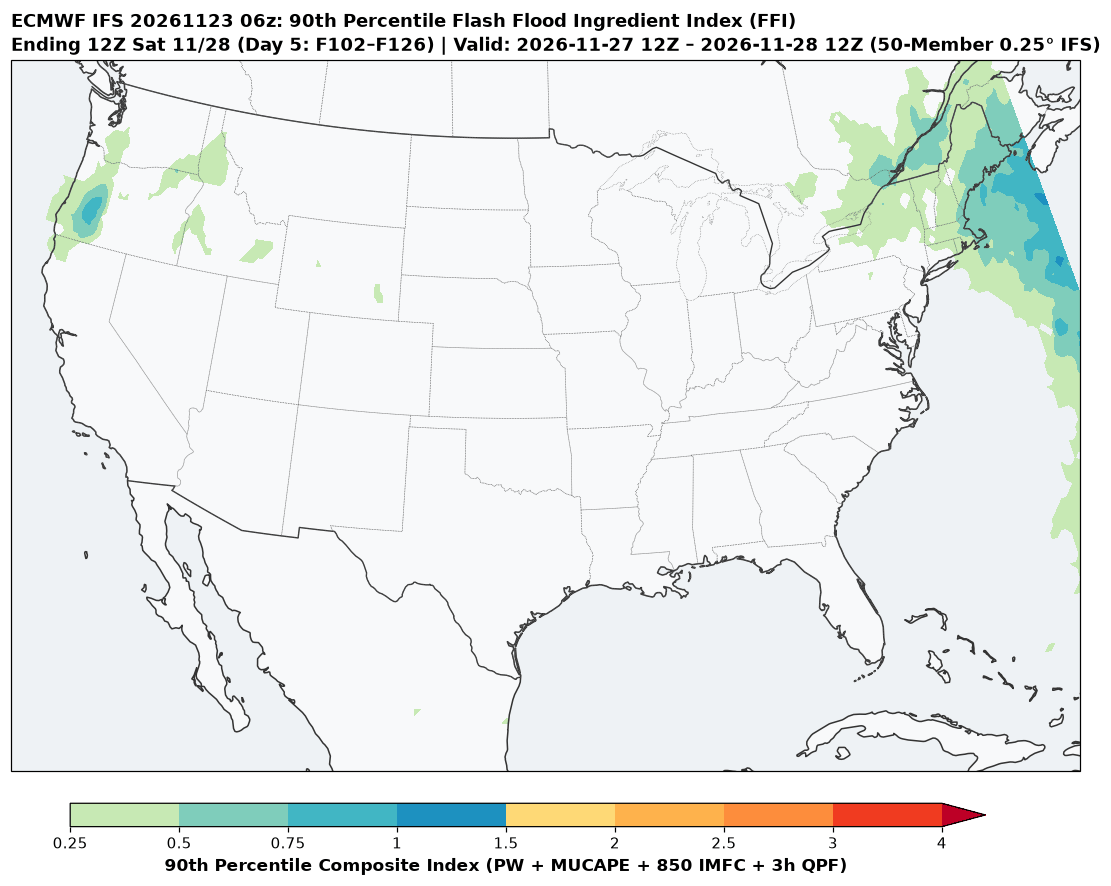 ECMWF IFS 20261123 06z: 90th Percentile Flash Flood Ingredient Index (FFI)
Ending 12Z Sat 11/28 (Day 5: F102–F126) | Valid: 2026-11-27 12Z – 2026-11-28 12Z (50-Member 0.25° IFS)
0.25 0.5 0.75 1 1.5 2 2.5 3 4
90th Percentile Composite Index (PW + MUCAPE + 850 IMFC + 3h QPF)